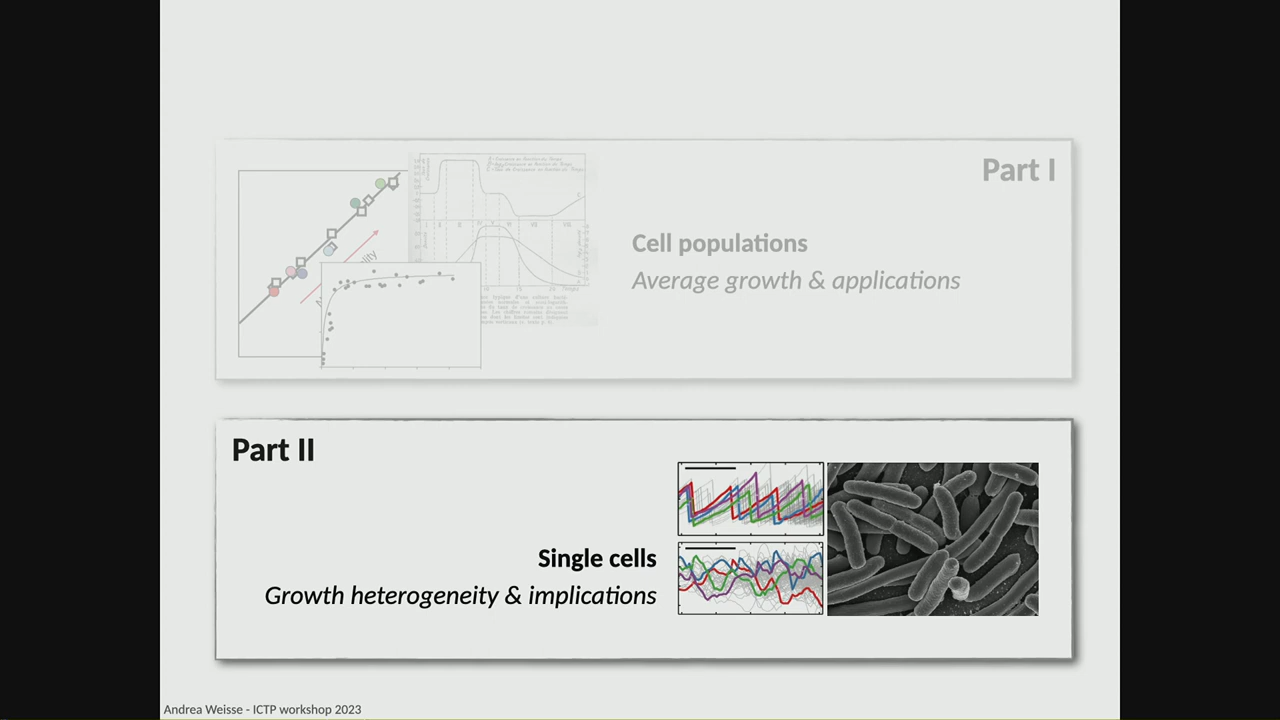 Part I
Cell populations
Average growth & applications
Part II
Single cells
Growth heterogeneity & implications
Andrea Weisse - ICTP workshop 2023